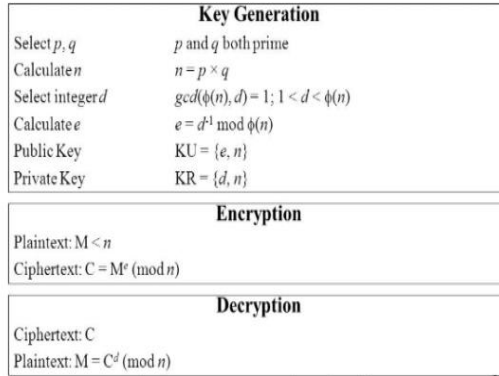 Key Generation
Select p, q p and q both prime
Calculate n n = p × q
Select integer d gcd(ϕ(n), d) = 1; 1 < d < ϕ(n)
Calculate e e = d⁻¹ mod ϕ(n)
Public Key KU = {e, n}
Private Key KR = {d, n}
Encryption
Plaintext: M < n
Ciphertext: C = Mᵉ (mod n)
Decryption
Ciphertext: C
Plaintext: M = Cᵈ (mod n)